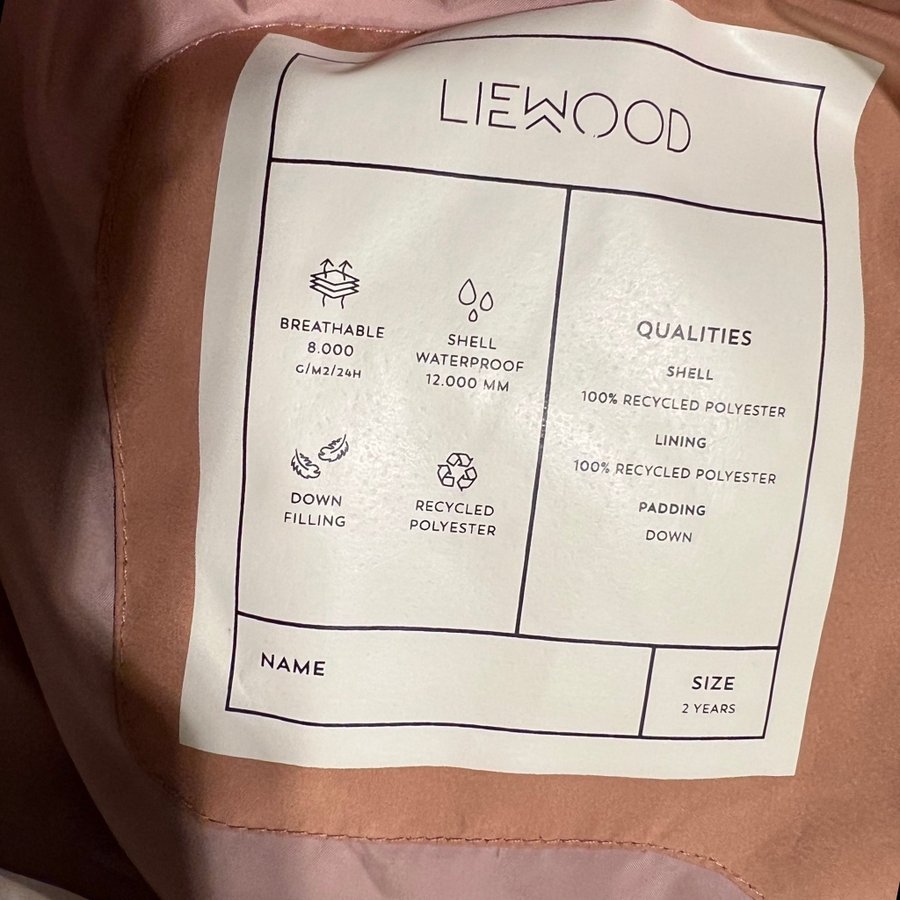 LIEWOOD
BREATHABLE
8.000
G/M2/24H
SHELL
WATERPROOF
12.000 MM
DOWN
FILLING
RECYCLED
POLYESTER
QUALITIES
SHELL
100% RECYCLED POLYESTER
LINING
100% RECYCLED POLYESTER
PADDING
DOWN
NAME
SIZE
2 YEARS